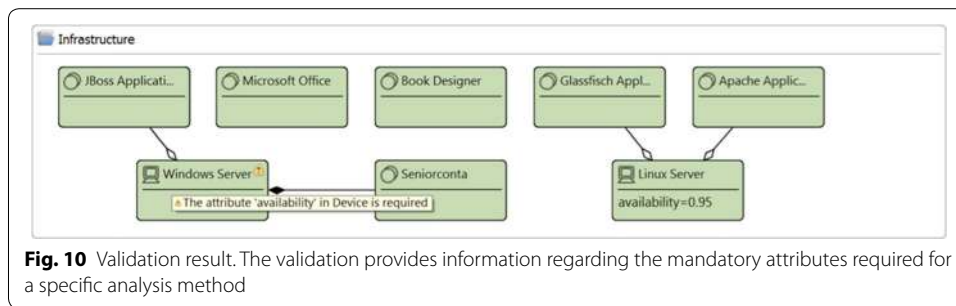 Infrastructure
JBoss Applicati...
Microsoft Office
Book Designer
Glassfisch Appl...
Apache Applic...
Windows Server
Seniorconta
Linux Server
The attribute 'availability' in Device is required
availability=0.95
Fig. 10 Validation result. The validation provides information regarding the mandatory attributes required for
a specific analysis method